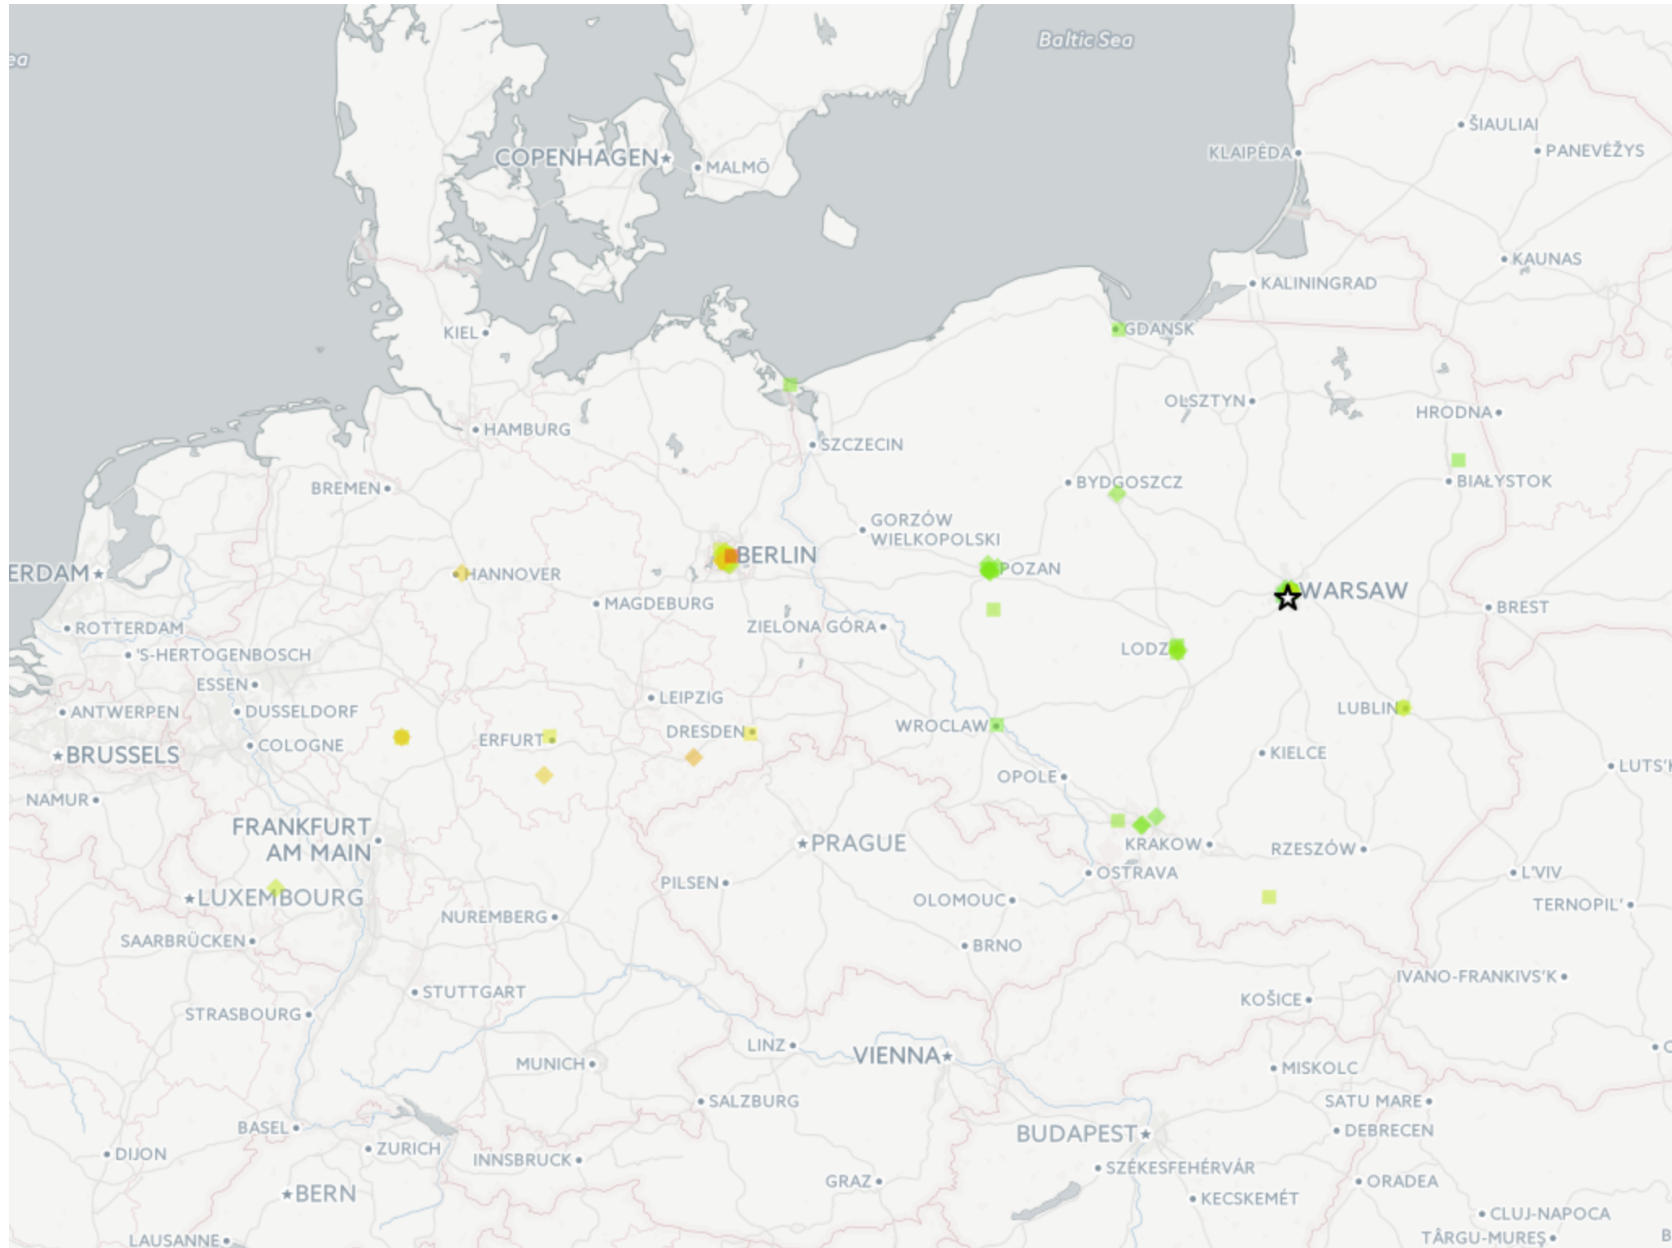 Baltic Sea
ea
ŠIAULIAI
PANEVĖŽYS
KLAIPĖDA
COPENHAGEN
MALMÖ
KAUNAS
KALININGRAD
GDANSK
KIEL
OLSZTYN
HRODNA
HAMBURG
SZCZECIN
BREMEN
BYDGOSZCZ
BIAŁYSTOK
GORZÓW
WIELKOPOLSKI
BERLIN
ERDAM
HANNOVER
POZAN
WARSAW
MAGDEBURG
BREST
ROTTERDAM
ZIELONA GÓRA
'S-HERTOGENBOSCH
LODZ
ESSEN
LEIPZIG
ANTWERPEN
DUSSELDORF
LUBLIN
WROCLAW
DRESDEN
ERFURT
COLOGNE
BRUSSELS
KIELCE
LUTS'K
OPOLE
NAMUR
FRANKFURT
AM MAIN
PRAGUE
KRAKOW
RZESZÓW
OSTRAVA
L'VIV
PILSEN
LUXEMBOURG
OLOMOUC
TERNOPIL'
NUREMBERG
SAARBRÜCKEN
BRNO
IVANO-FRANKIVS'K
STUTTGART
KOŠICE
STRASBOURG
LINZ
VIENNA
C
MUNICH
MISKOLC
SALZBURG
SATU MARE
BASEL
BUDAPEST
DEBRECEN
ZURICH
DIJON
INNSBRUCK
SZÉKESFEHÉRVÁR
GRAZ
ORADEA
BERN
KECSKEMÉT
CLUJ-NAPOCA
LAUSANNE
TÂRGU-MUREŞ
B